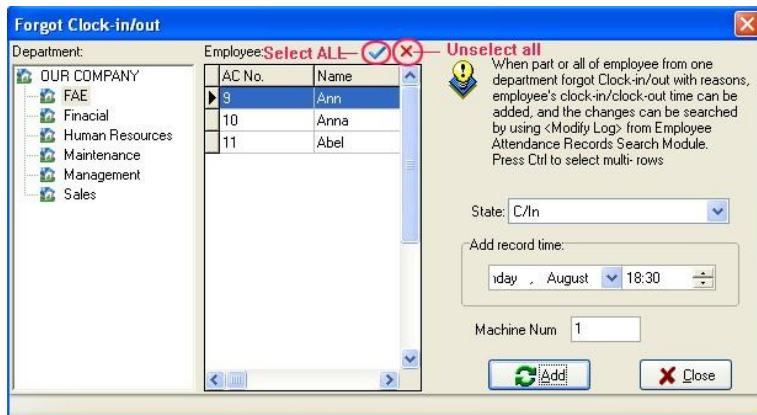 Forgot Clock-in/out
Department:
OUR COMPANY
FAE
Finacial
Human Resources
Maintenance
Management
Sales
Employee: Select ALL
Unselect all
AC No. Name
9 Ann
10 Anna
11 Abel
When part or all of employee from one
department forgot Clock-in/out with reasons,
employee's clock-in/clock-out time can be
added, and the changes can be searched
by using <Modify Log> from Employee
Attendance Records Search Module.
Press Ctrl to select multi- rows
State: C/In
Add record time:
day , August 18:30
Machine Num 1
Add Close